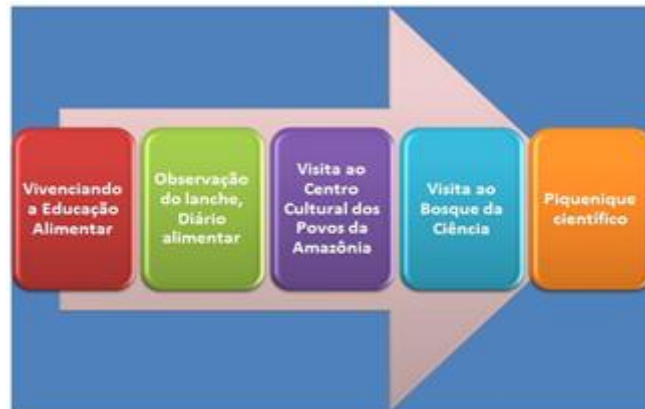 Vivenciando
a Educação
Alimentar
Observação
do lanche,
Diário
alimentar
Visita ao
Centro
Cultural dos
Povos da
Amazônia
Visita ao
Bosque da
Ciência
Piquenique
científico